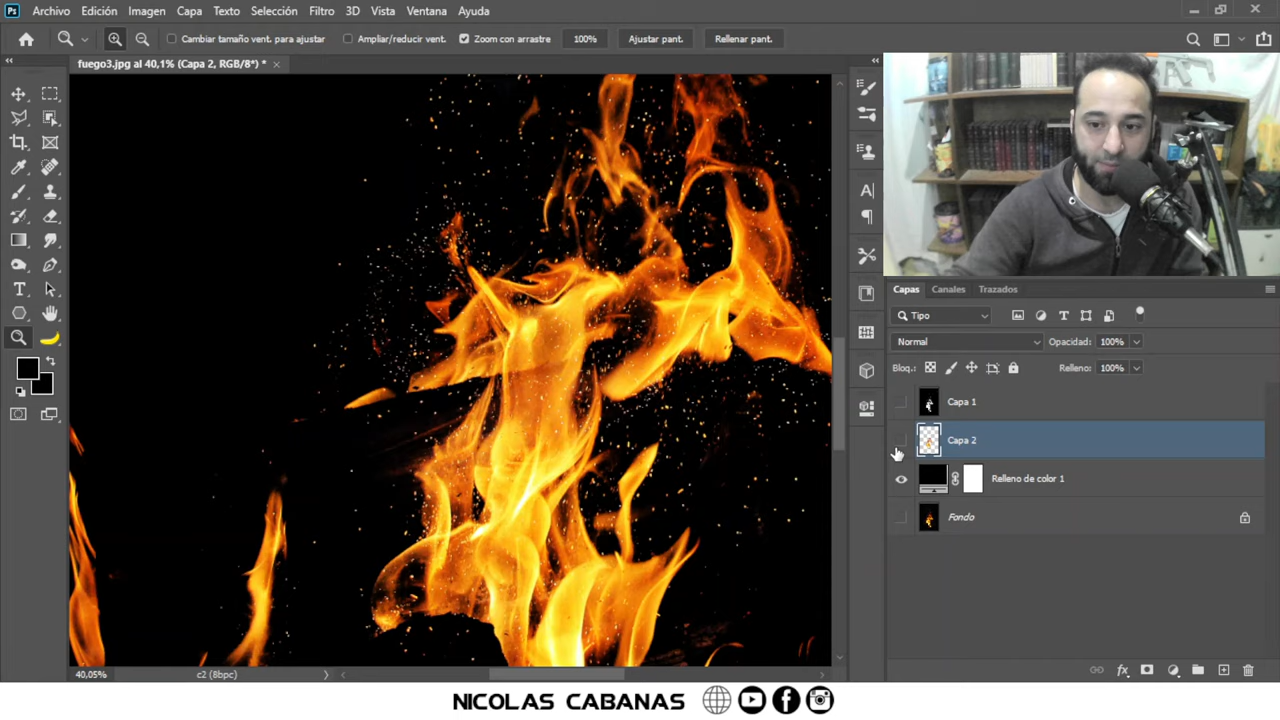 Ps Archivo Edición Imagen Capa Texto Selección Filtro 3D Vista Ventana Ayuda
Cambiar tamaño vent. para ajustar Ampliar/reducir vent. Zoom con arrastre 100% Ajustar pant. Rellenar pant.
fuego3.jpg al 40,1% (Capa 2, RGB/8*) *
Capas Canales Trazados
Tipo
Normal Opacidad: 100%
Bloq.: Relleno: 100%
Capa 1
Capa 2
Relleno de color 1
Fondo
40,05% c2 (8bpc)
NICOLAS CABANAS